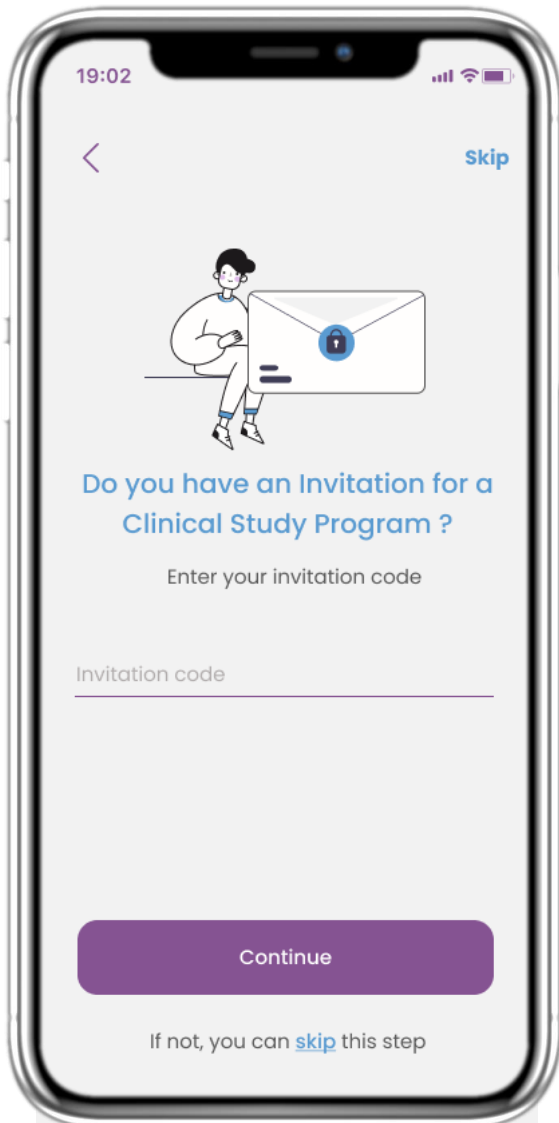 19:02
Skip
Do you have an Invitation for a
Clinical Study Program ?
Enter your invitation code
Invitation code
Continue
If not, you can skip this step